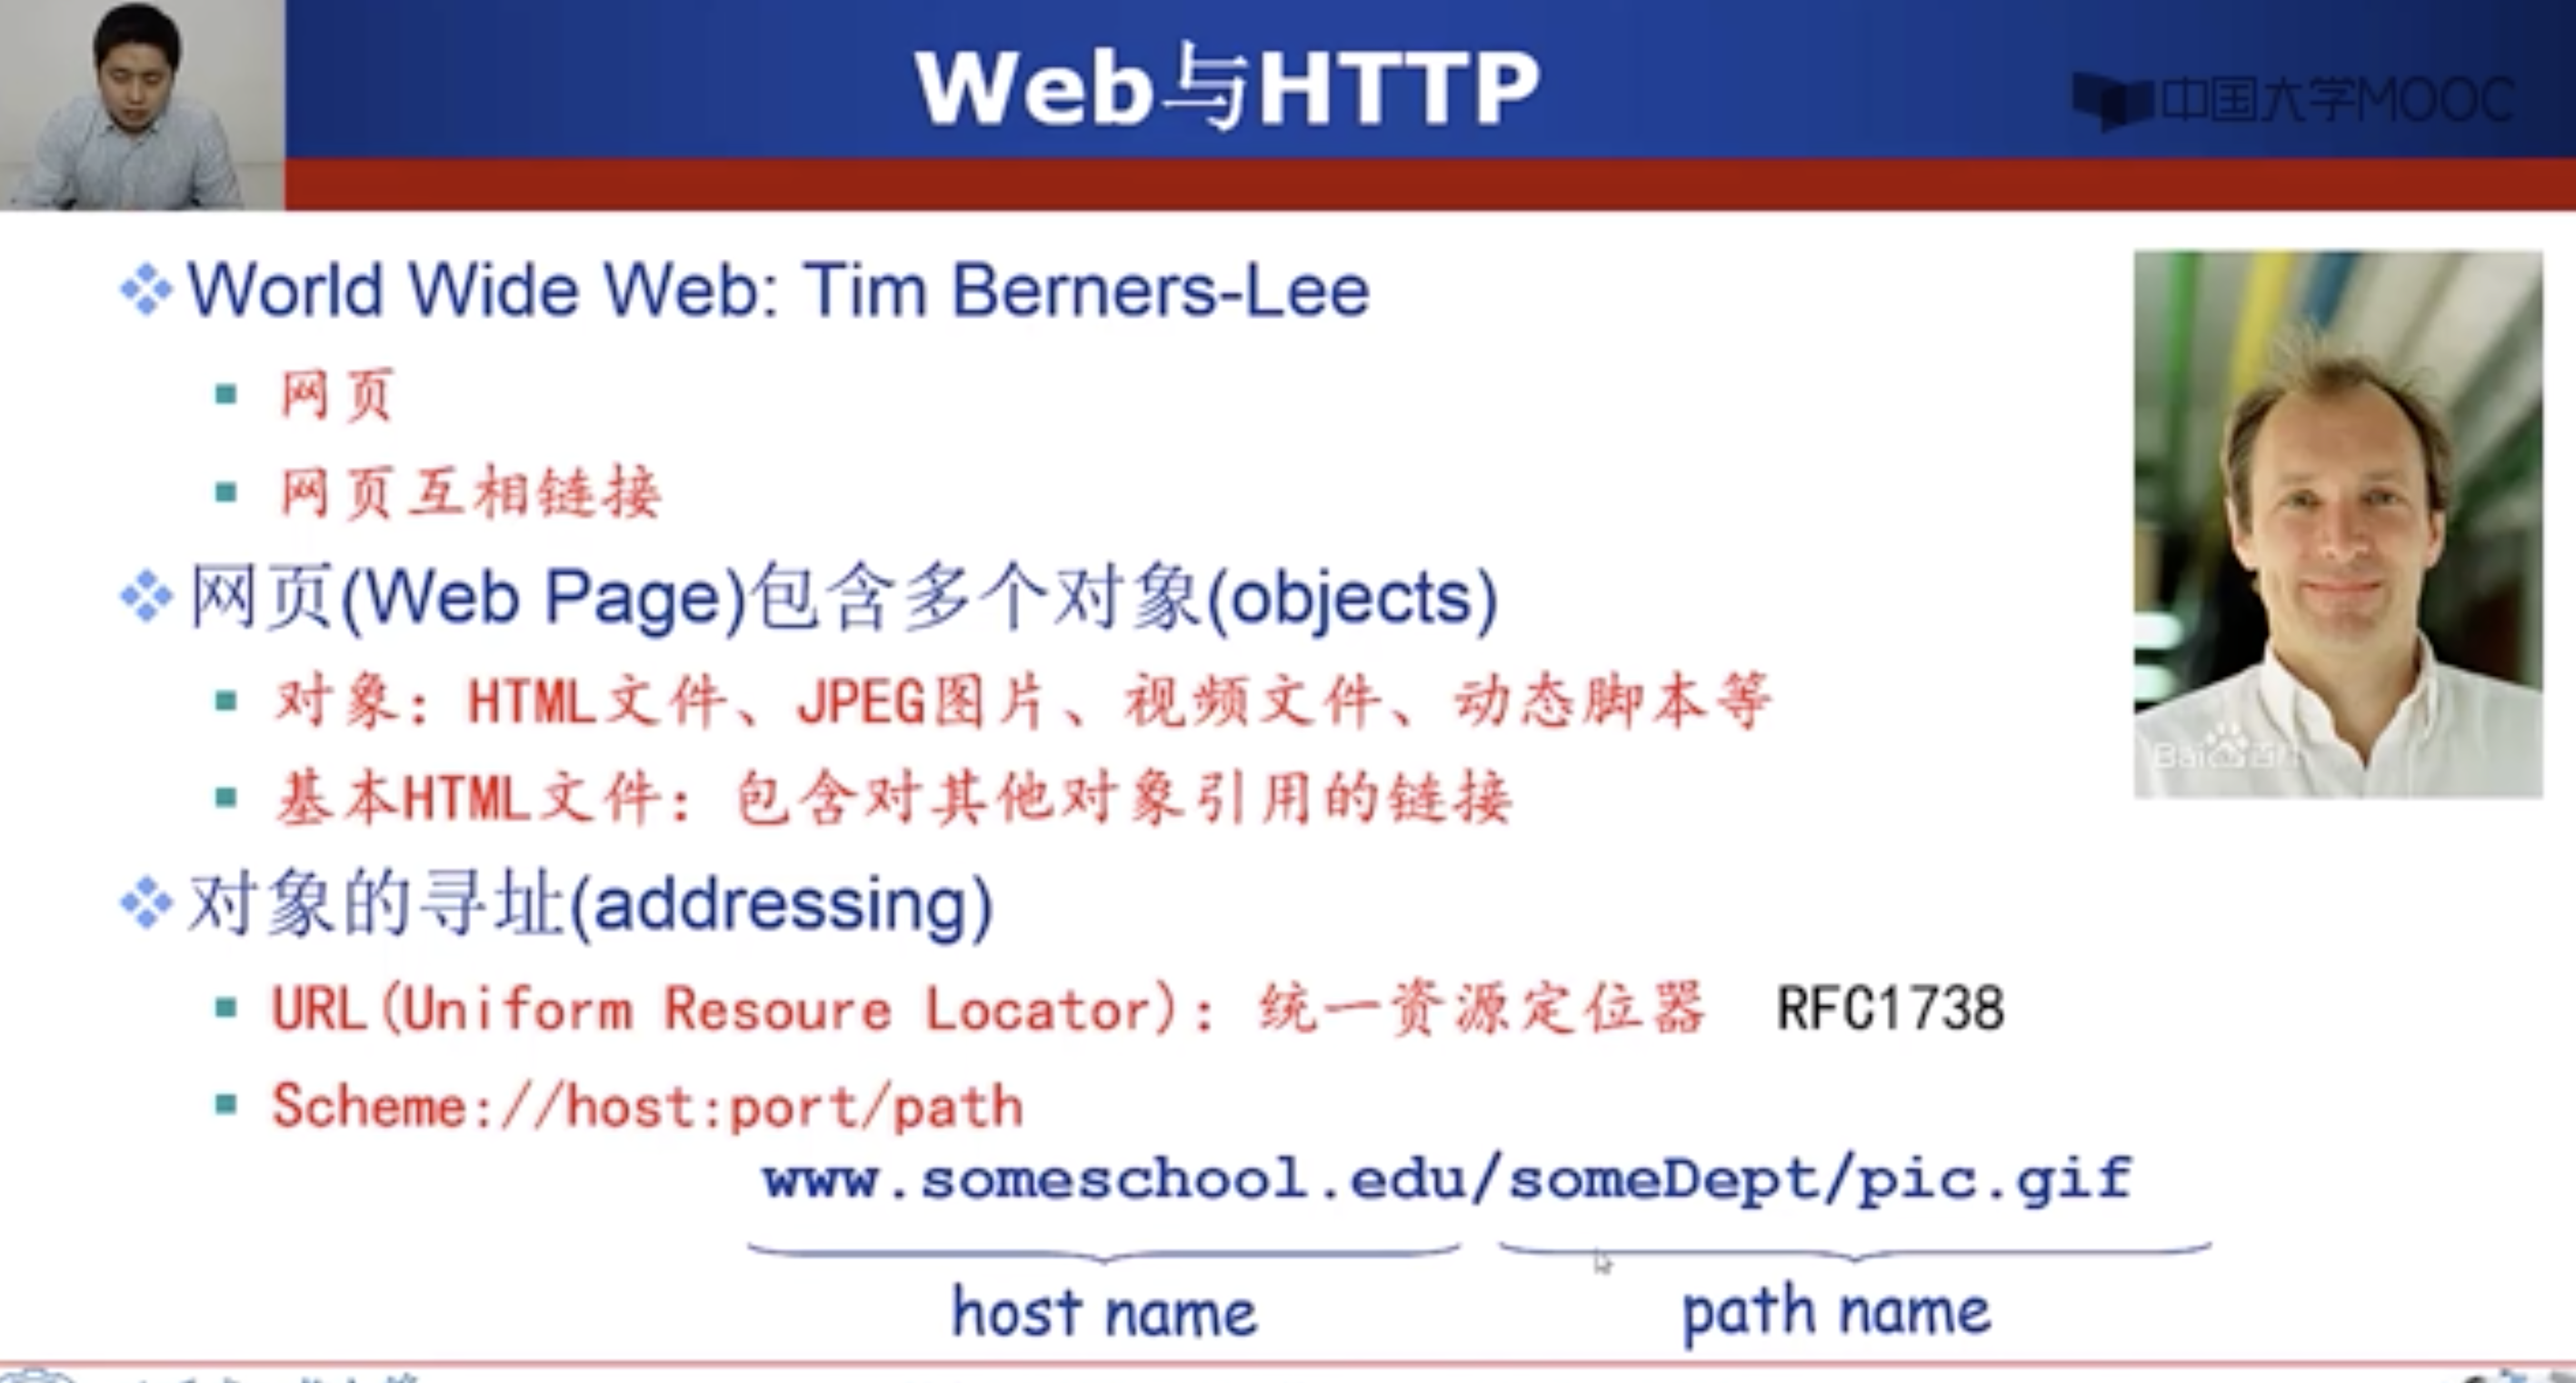 Web与HTTP
中国大学MOOC
World Wide Web: Tim Berners-Lee
网页
网页互相链接
网页(Web Page)包含多个对象(objects)
对象：HTML文件、JPEG图片、视频文件、动态脚本等
基本HTML文件：包含对其他对象引用的链接
Bai
对象的寻址(addressing)
URL(Uniform Resoure Locator)：统一资源定位器 RFC1738
Scheme://host:port/path
www.someschool.edu/someDept/pic.gif
host name path name